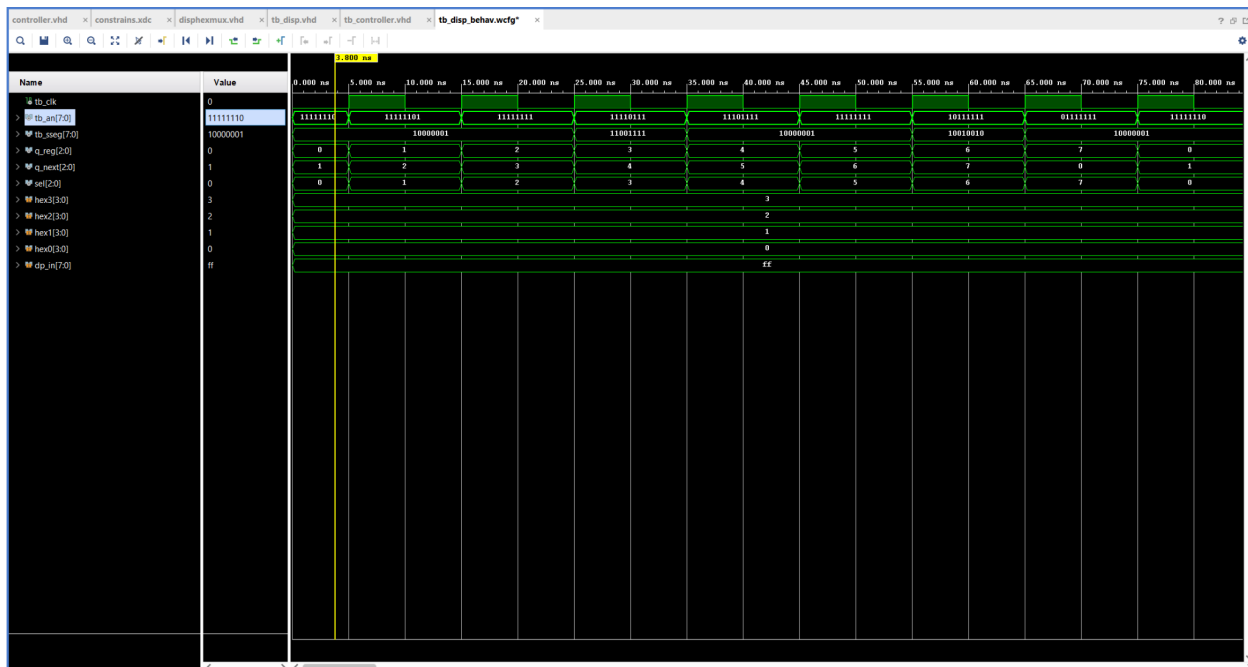 controller.vhd × constrains.xdc × disphexmux.vhd × tb_disp.vhd × tb_controller.vhd × tb_disp_behav.wcfg* × ?
3.800 ns
Name Value 0.000 ns 5.000 ns 10.000 ns 15.000 ns 20.000 ns 25.000 ns 30.000 ns 35.000 ns 40.000 ns 45.000 ns 50.000 ns 55.000 ns 60.000 ns 65.000 ns 70.000 ns 75.000 ns 80.000 ns
tb_clk 0
> tb_an[7:0] 11111110 11111110 11111101 11111111 11110111 11101111 11111111 10111111 01111111 11111110
> tb_sseg[7:0] 10000001 10000001 11001111 10000001 10010010 10000001
> q_reg[2:0] 0 0 1 2 3 4 5 6 7 0
> q_next[2:0] 1 1 2 3 4 5 6 7 0 1
> sel[2:0] 0 0 1 2 3 4 5 6 7 0
> hex3[3:0] 3 3
> hex2[3:0] 2 2
> hex1[3:0] 1 1
> hex0[3:0] 0 0
> dp_in[7:0] ff ff